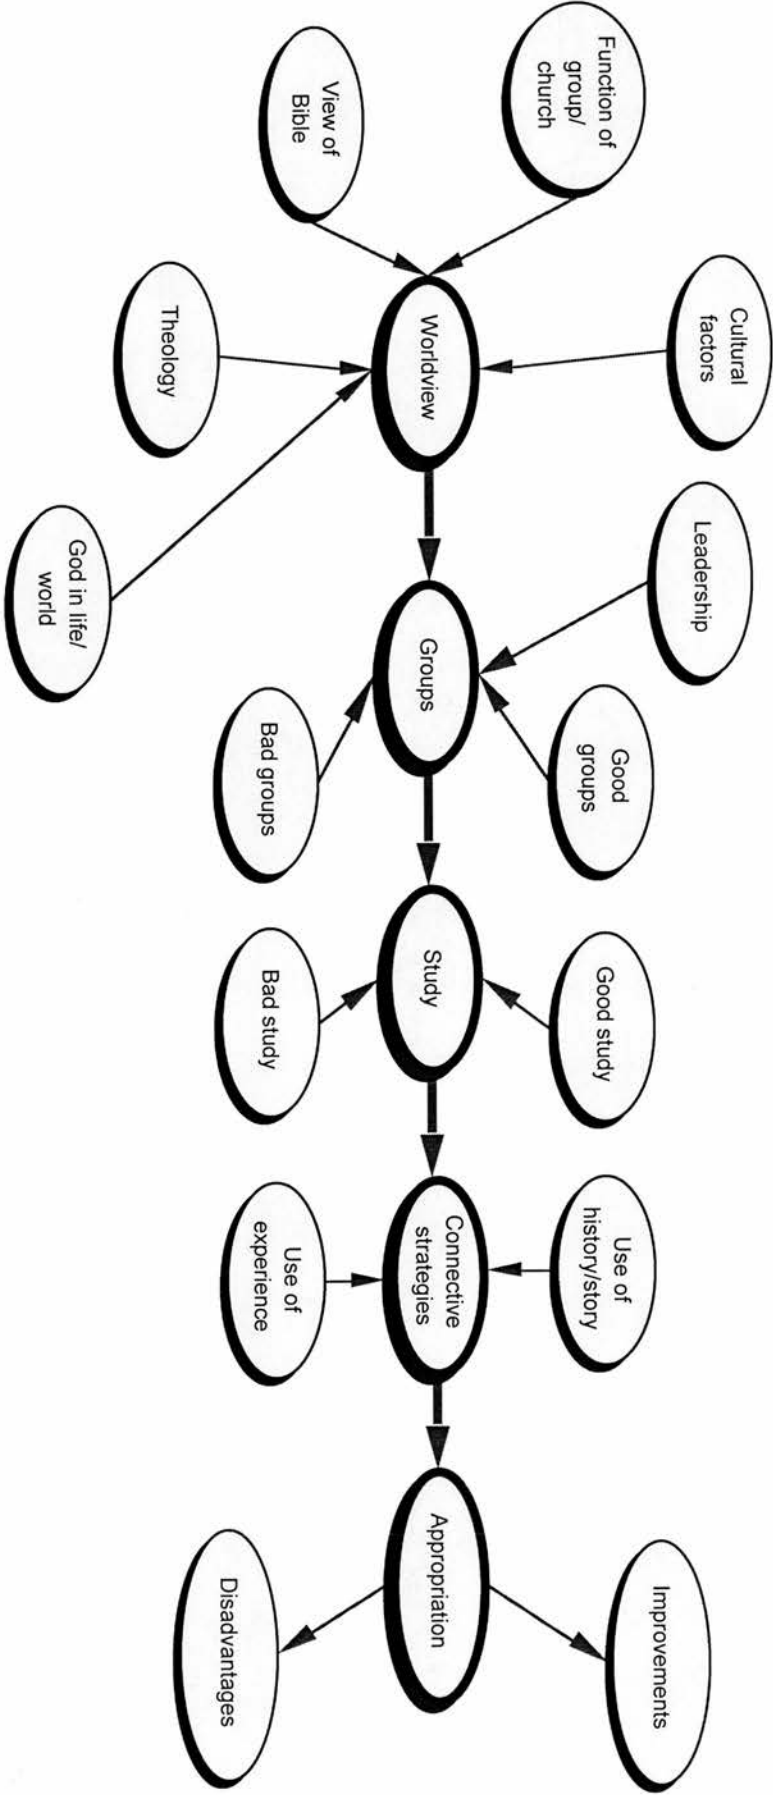 Function of
group/
church
View of
Bible
Cultural
factors
Worldview
Theology
God in life/
world
Leadership
Groups
Good
groups
Bad groups
Good study
Study
Bad study
Use of
history/story
Connective
strategies
Use of
experience
Improvements
Appropriation
Disadvantages